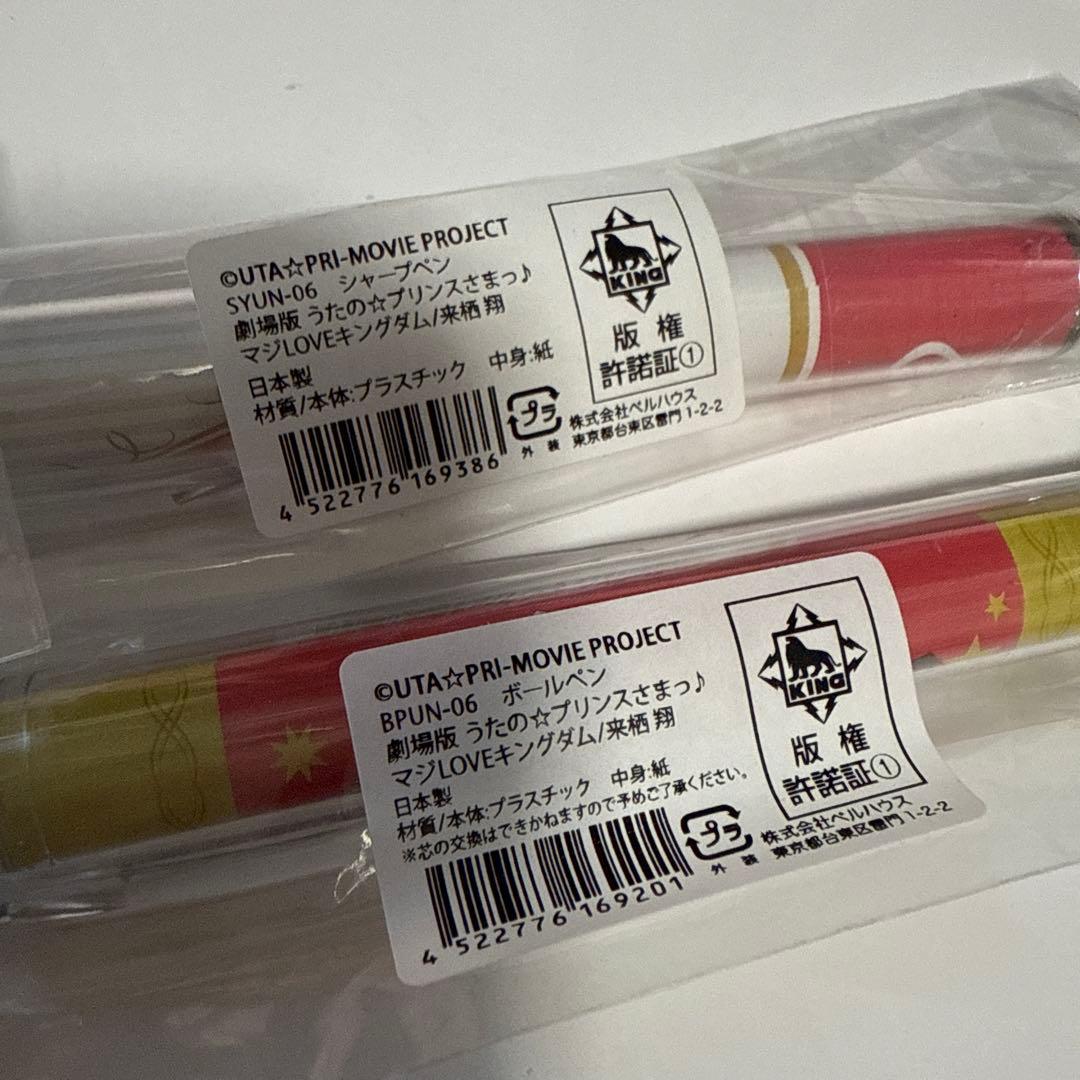 ©UTA☆PRI-MOVIE PROJECT
SYUN-06 シャープペン
劇場版 うたの☆プリンスさまっ♪
マジLOVEキングダム/来栖 翔
日本製
材質/本体:プラスチック 中身:紙
4 522776 169386
プラ
外装
KING
版権
許諾証①
株式会社ベルハウス
東京都台東区雷門1-2-2
©UTA☆PRI-MOVIE PROJECT
BPUN-06 ボールペン
劇場版 うたの☆プリンスさまっ♪
マジLOVEキングダム/来栖 翔
日本製
材質/本体:プラスチック 中身:紙
※芯の交換はできかねますので予めご了承ください。
4 522776 169201
プラ
外装
KING
版権
許諾証①
株式会社ベルハウス
東京都台東区雷門1-2-2